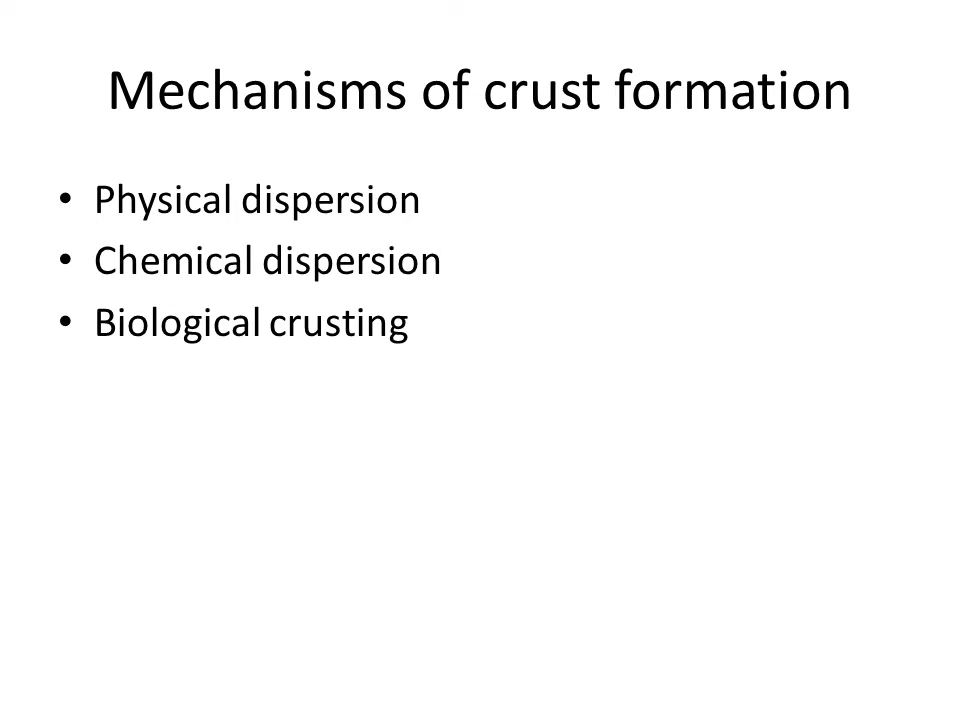 Mechanisms of crust formation
• Physical dispersion
• Chemical dispersion
• Biological crusting